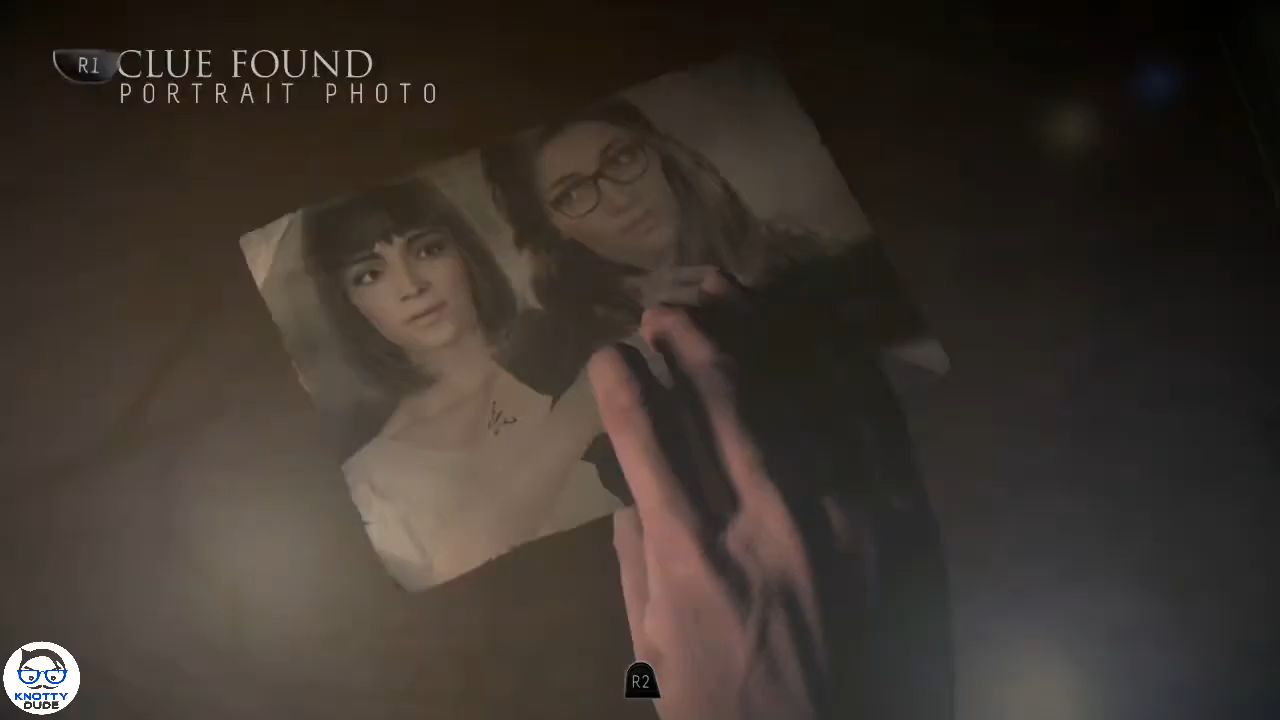 R1 CLUE FOUND
PORTRAIT PHOTO
R2
KNOTTY
DUDE